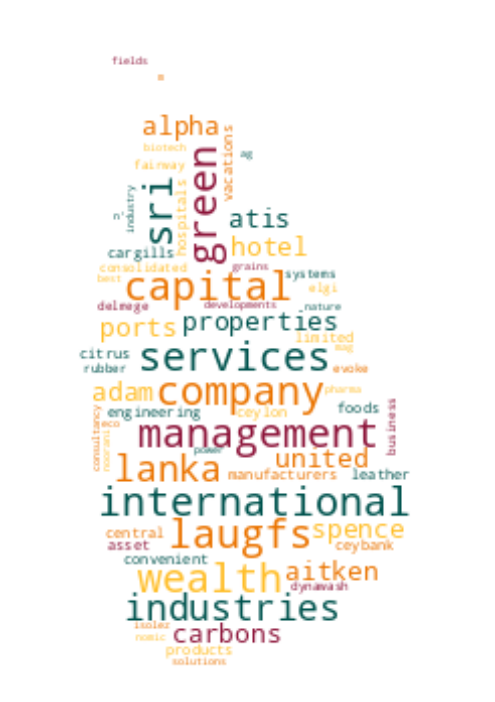 fields
m
alpha
biotech
ag
fairway
vacations
green
sri
hospitals
industry
n
atis
hotel
cargills
consolidated
grains
systems
best
capital
elgi
delmege
developments
nature
ports
properties
limited
mag
citrus
services
rubber
evoke
adam
company
pharma
engineering
ceylon
foods
business
consultancy
eco
noorani
management
power
united
lanka
manufacturers
leather
international
central
laugfs
spence
asset
ceybank
convenient
wealth
aitken
dynawash
industries
isolez
nomic
carbons
products
solutions